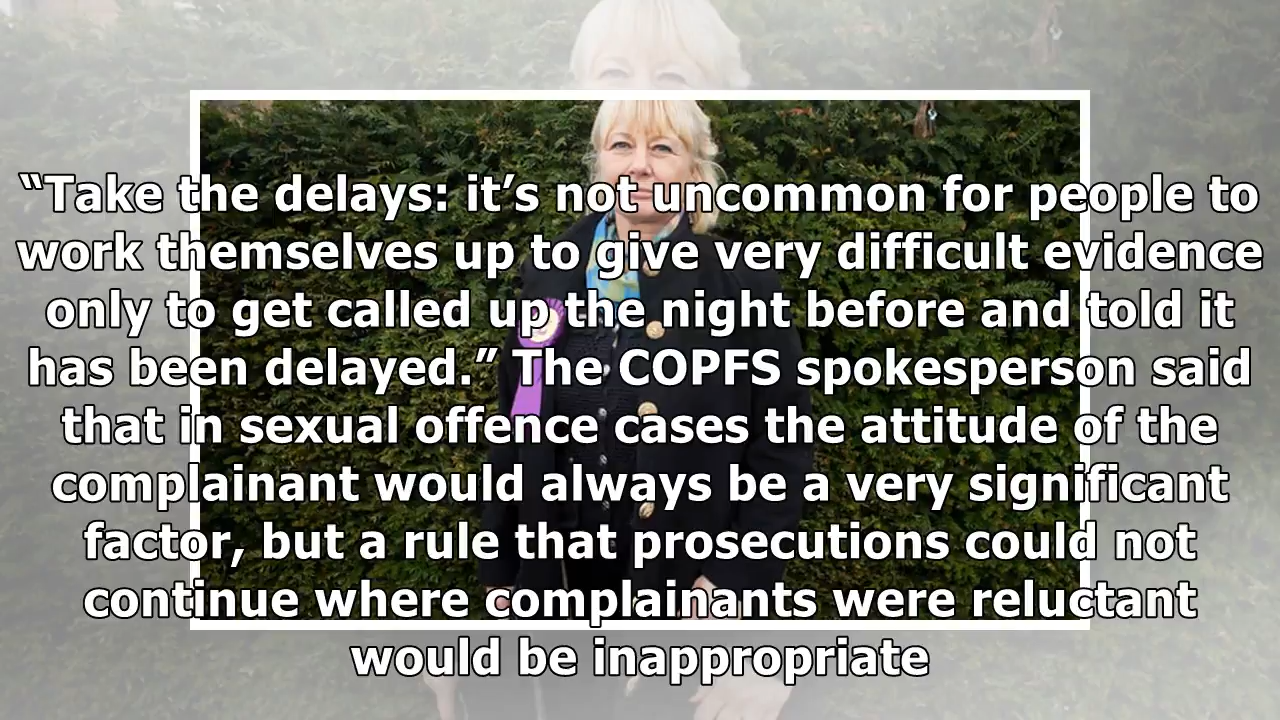 “Take the delays: it’s not uncommon for people to
work themselves up to give very difficult evidence
only to get called up the night before and told it
has been delayed.” The COPFS spokesperson said
that in sexual offence cases the attitude of the
complainant would always be a very significant
factor, but a rule that prosecutions could not
continue where complainants were reluctant
would be inappropriate